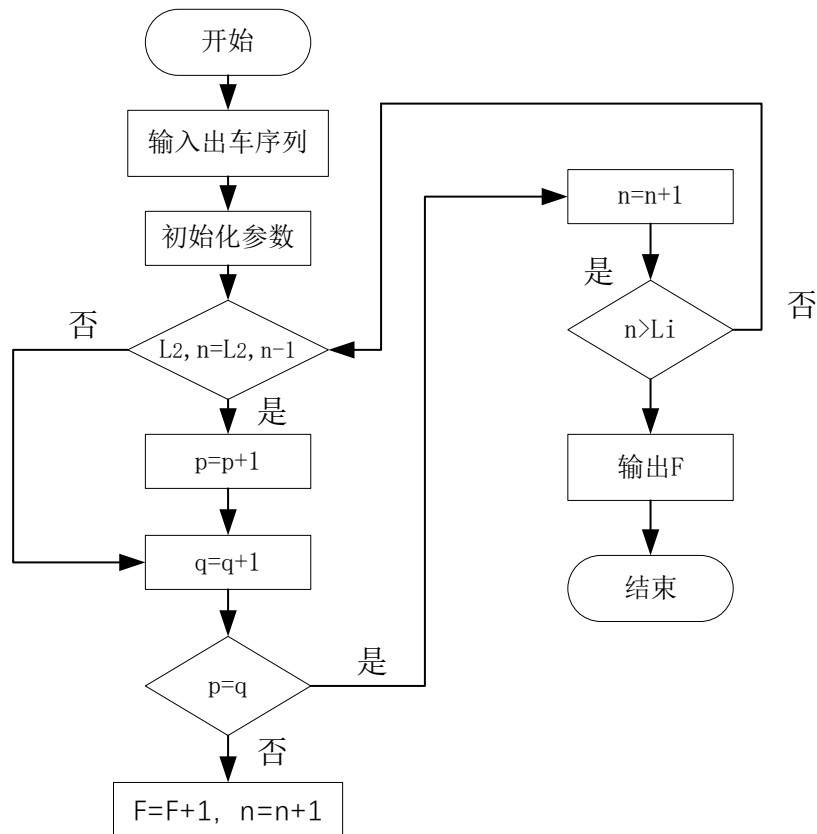 开始
输入出车序列
初始化参数
否
L2,n=L2,n-1
是
p=p+1
q=q+1
p=q
是
否
F=F+1, n=n+1
n=n+1
是
n>Li
否
输出F
结束